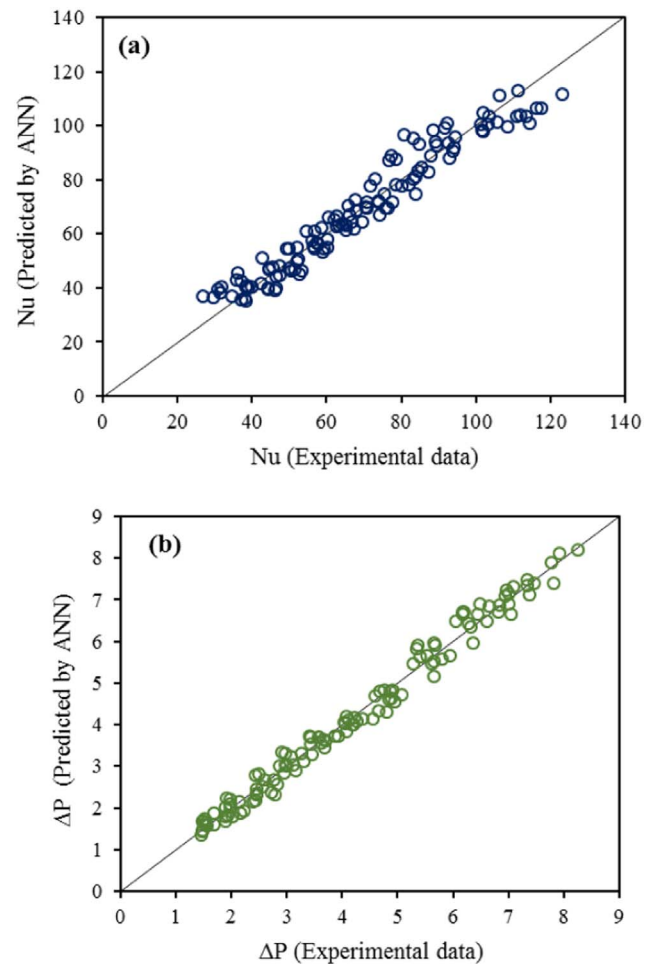 (a)
Nu (Predicted by ANN)
140
120
100
80
60
40
20
0
0 20 40 60 80 100 120 140
Nu (Experimental data)
(b)
ΔP (Predicted by ANN)
9
8
7
6
5
4
3
2
1
0
0 1 2 3 4 5 6 7 8 9
ΔP (Experimental data)